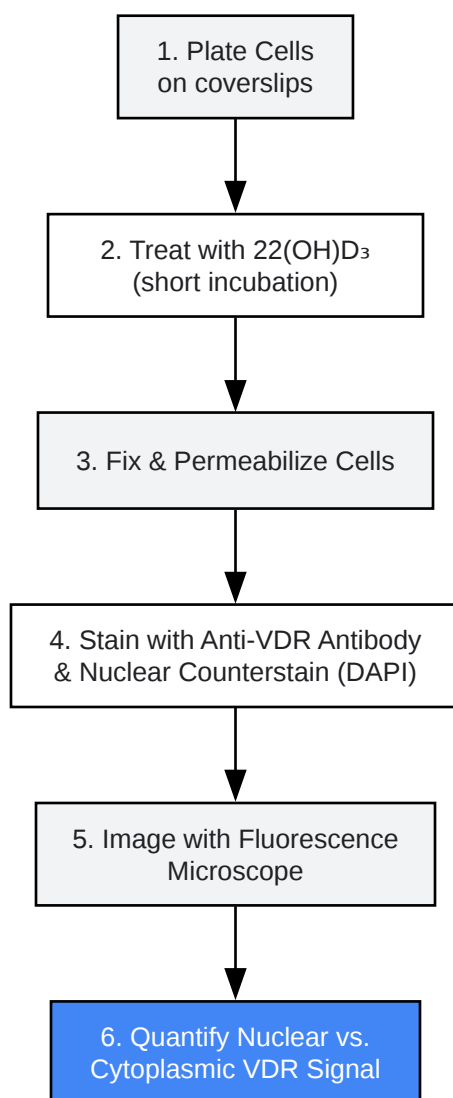 1. Plate Cells
on coverslips
2. Treat with 22(OH)D₃
(short incubation)
3. Fix & Permeabilize Cells
4. Stain with Anti-VDR Antibody
& Nuclear Counterstain (DAPI)
5. Image with Fluorescence
Microscope
6. Quantify Nuclear vs.
Cytoplasmic VDR Signal